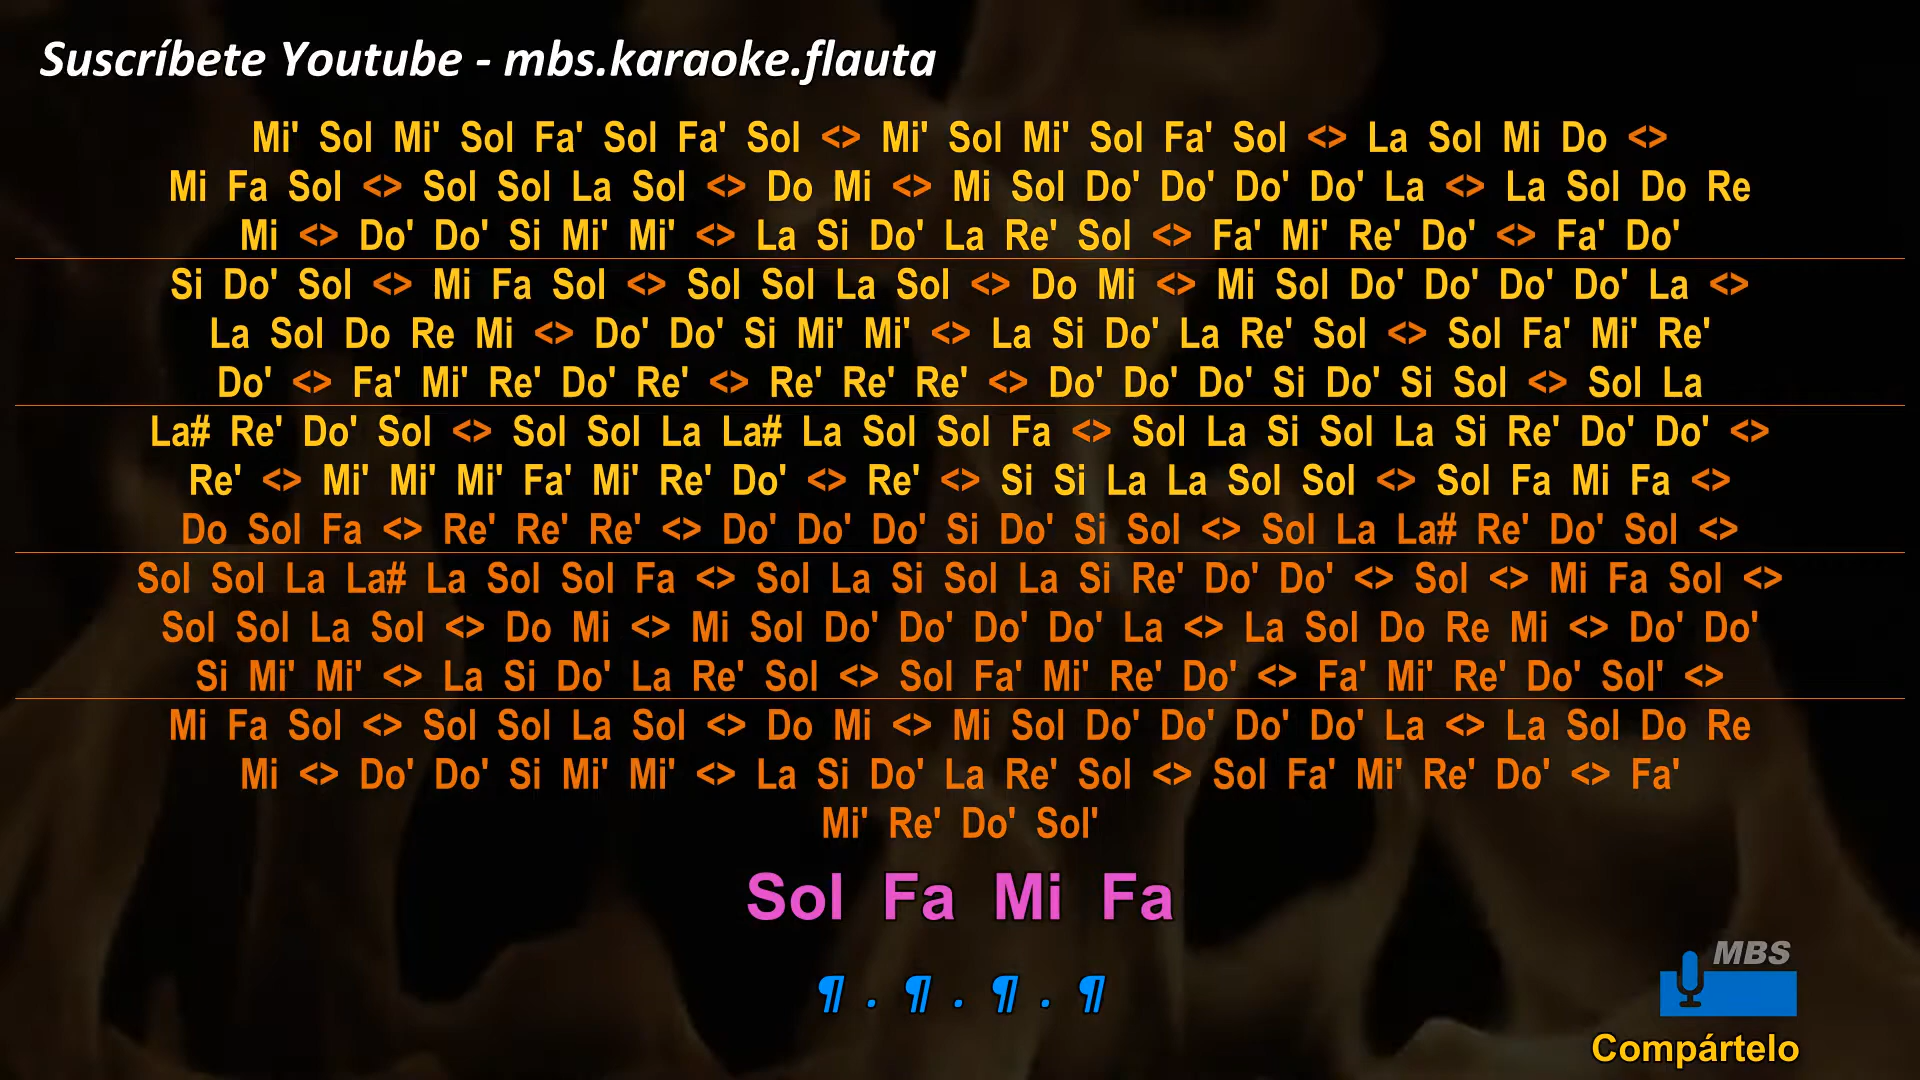 Suscríbete Youtube - mbs.karaoke.flauta
Mi' Sol Mi' Sol Fa' Sol Fa' Sol <> Mi' Sol Mi' Sol Fa' Sol <> La Sol Mi Do <>
Mi Fa Sol <> Sol Sol La Sol <> Do Mi <> Mi Sol Do' Do' Do' Do' La <> La Sol Do Re
Mi <> Do' Do' Si Mi' Mi' <> La Si Do' La Re' Sol <> Fa' Mi' Re' Do' <> Fa' Do'
Si Do' Sol <> Mi Fa Sol <> Sol Sol La Sol <> Do Mi <> Mi Sol Do' Do' Do' Do' La <>
La Sol Do Re Mi <> Do' Do' Si Mi' Mi' <> La Si Do' La Re' Sol <> Sol Fa' Mi' Re'
Do' <> Fa' Mi' Re' Do' Re' <> Re' Re' Re' <> Do' Do' Do' Si Do' Si Sol <> Sol La
La# Re' Do' Sol <> Sol Sol La La# La Sol Sol Fa <> Sol La Si Sol La Si Re' Do' Do' <>
Re' <> Mi' Mi' Mi' Fa' Mi' Re' Do' <> Re' <> Si Si La La Sol Sol <> Sol Fa Mi Fa <>
Do Sol Fa <> Re' Re' Re' <> Do' Do' Do' Si Do' Si Sol <> Sol La La# Re' Do' Sol <>
Sol Sol La La# La Sol Sol Fa <> Sol La Si Sol La Si Re' Do' Do' <> Sol <> Mi Fa Sol <>
Sol Sol La Sol <> Do Mi <> Mi Sol Do' Do' Do' Do' La <> La Sol Do Re Mi <> Do' Do'
Si Mi' Mi' <> La Si Do' La Re' Sol <> Sol Fa' Mi' Re' Do' <> Fa' Mi' Re' Do' Sol' <>
Mi Fa Sol <> Sol Sol La Sol <> Do Mi <> Mi Sol Do' Do' Do' Do' La <> La Sol Do Re
Mi <> Do' Do' Si Mi' Mi' <> La Si Do' La Re' Sol <> Sol Fa' Mi' Re' Do' <> Fa'
Mi' Re' Do' Sol'
Sol Fa Mi Fa
¶ . ¶ . ¶ . ¶
MBS
Compártelo